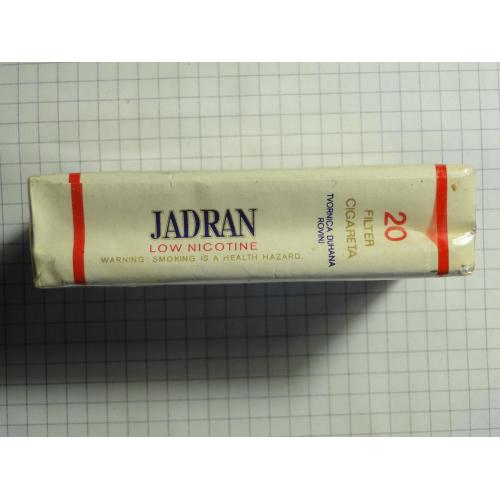 JADRAN
LOW NICOTINE
WARNING: SMOKING IS A HEALTH HAZARD.
20
FILTER
CIGARETA
TVORNICA DUHANA
ROVINJ